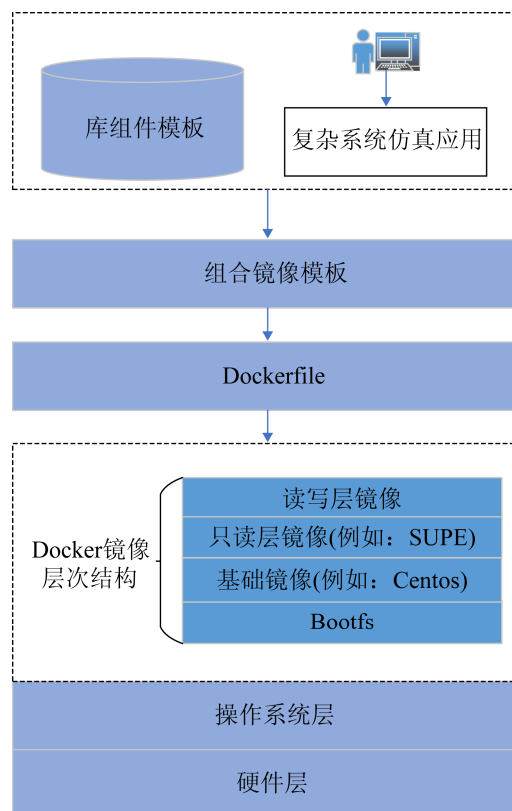 库组件模板
复杂系统仿真应用
组合镜像模板
Dockerfile
Docker镜像
层次结构
读写层镜像
只读层镜像(例如：SUPE)
基础镜像(例如：Centos)
Bootfs
操作系统层
硬件层